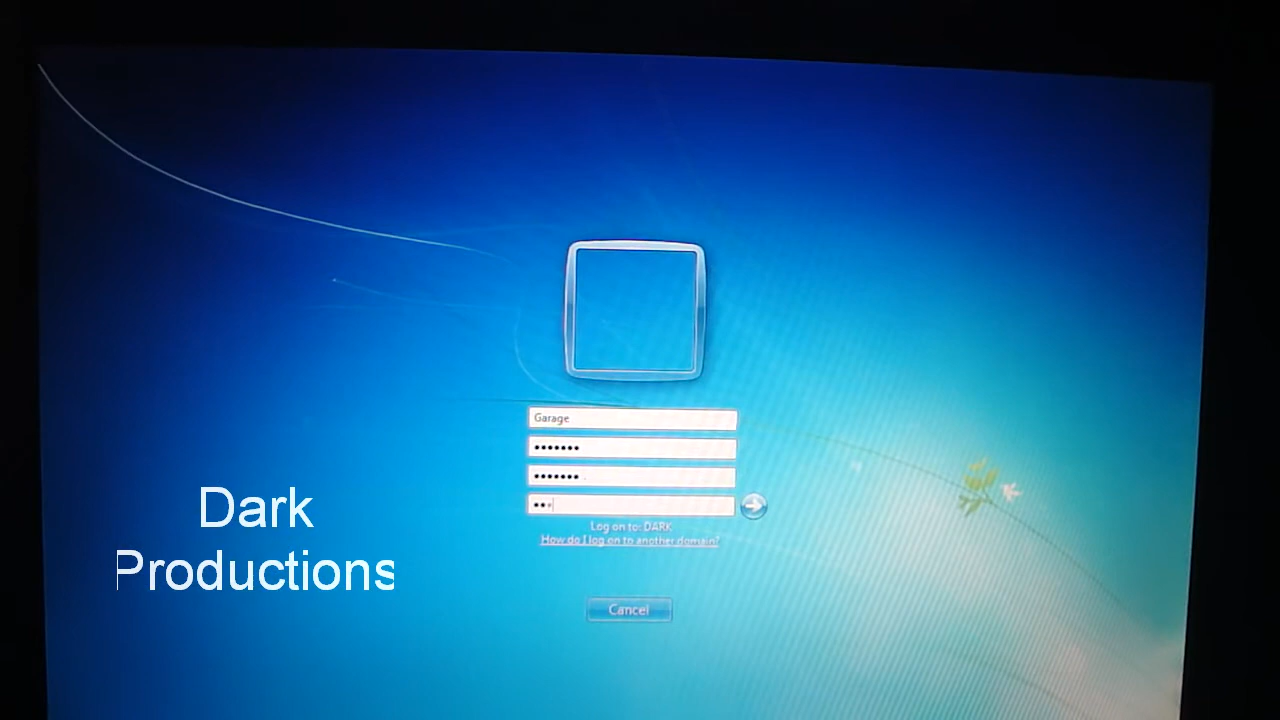 Garage
•••••••
•••••••
•••
Log on to: DARK
How do I log on to another domain?
Cancel
Dark
Productions